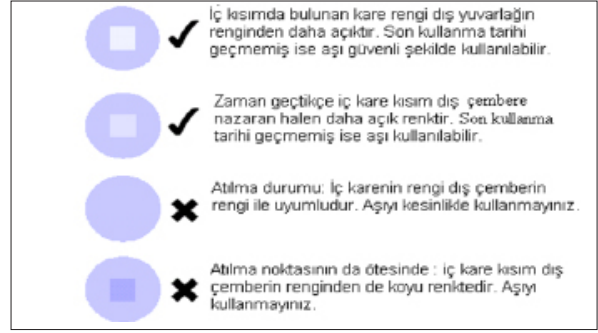 İç kısımda bulunan kare rengi dış yuvarlağın
renginden daha açıktır. Son kullanma tarihi
geçmemiş ise aşı güvenli şekilde kullanılabilir.
Zaman geçtikçe iç kare kısım dış çembere
nazaran halen daha açık renktir. Son kullanma
tarihi geçmemiş ise aşı kullanılabilir.
Atılma durumu: İç karenin rengi dış çemberin
rengi ile uyumludur. Aşıyı kesinlikle kullanmayınız.
Atılma noktasının da ötesinde : iç kare kısım dış
çemberin renginden de koyu renktedir. Aşıyı
kullanmayınız.